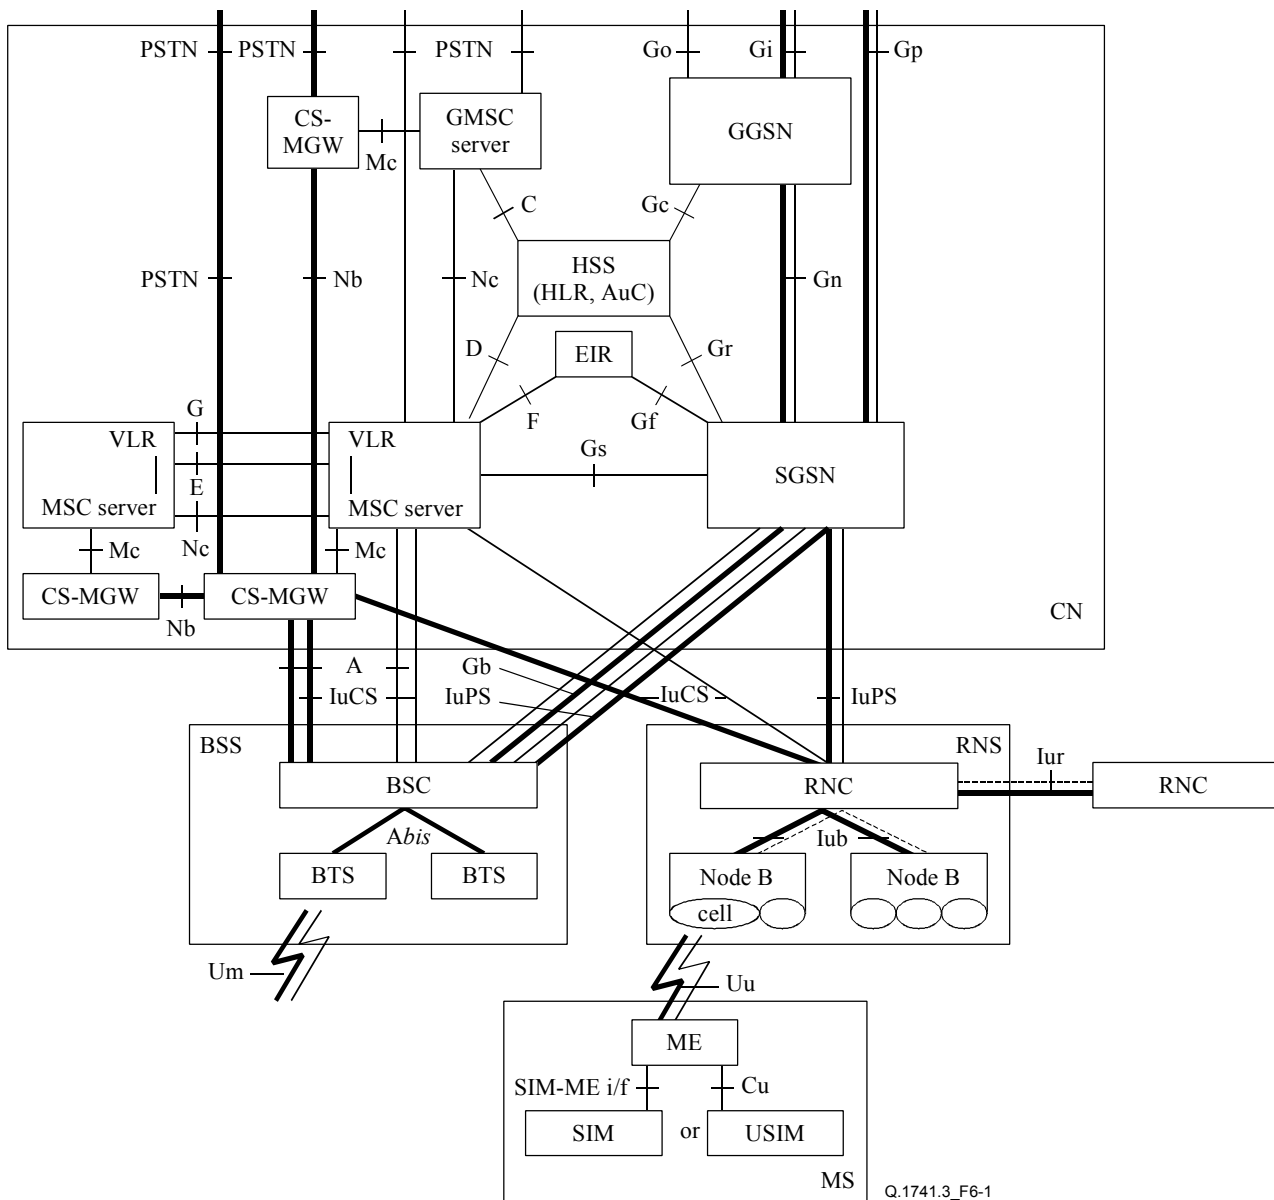 PSTN PSTN PSTN Go Gi Gp
CS-
MGW
GMSC
server
GGSN
Mc
C Gc
HSS
(HLR, AuC)
PSTN Nb Nc Gn
D EIR Gr
F Gf
G
VLR VLR
Gs
SGSN
E
MSC server MSC server
Mc Nc Mc
CS-MGW CS-MGW
Nb
CN
A Gb
IuCS IuPS IuCS IuPS
BSS RNS
Iur
BSC RNC RNC
Abis Iub
BTS BTS Node B Node B
cell
Um Uu
ME
SIM-ME i/f Cu
SIM or USIM
MS
Q.1741.3_F6-1